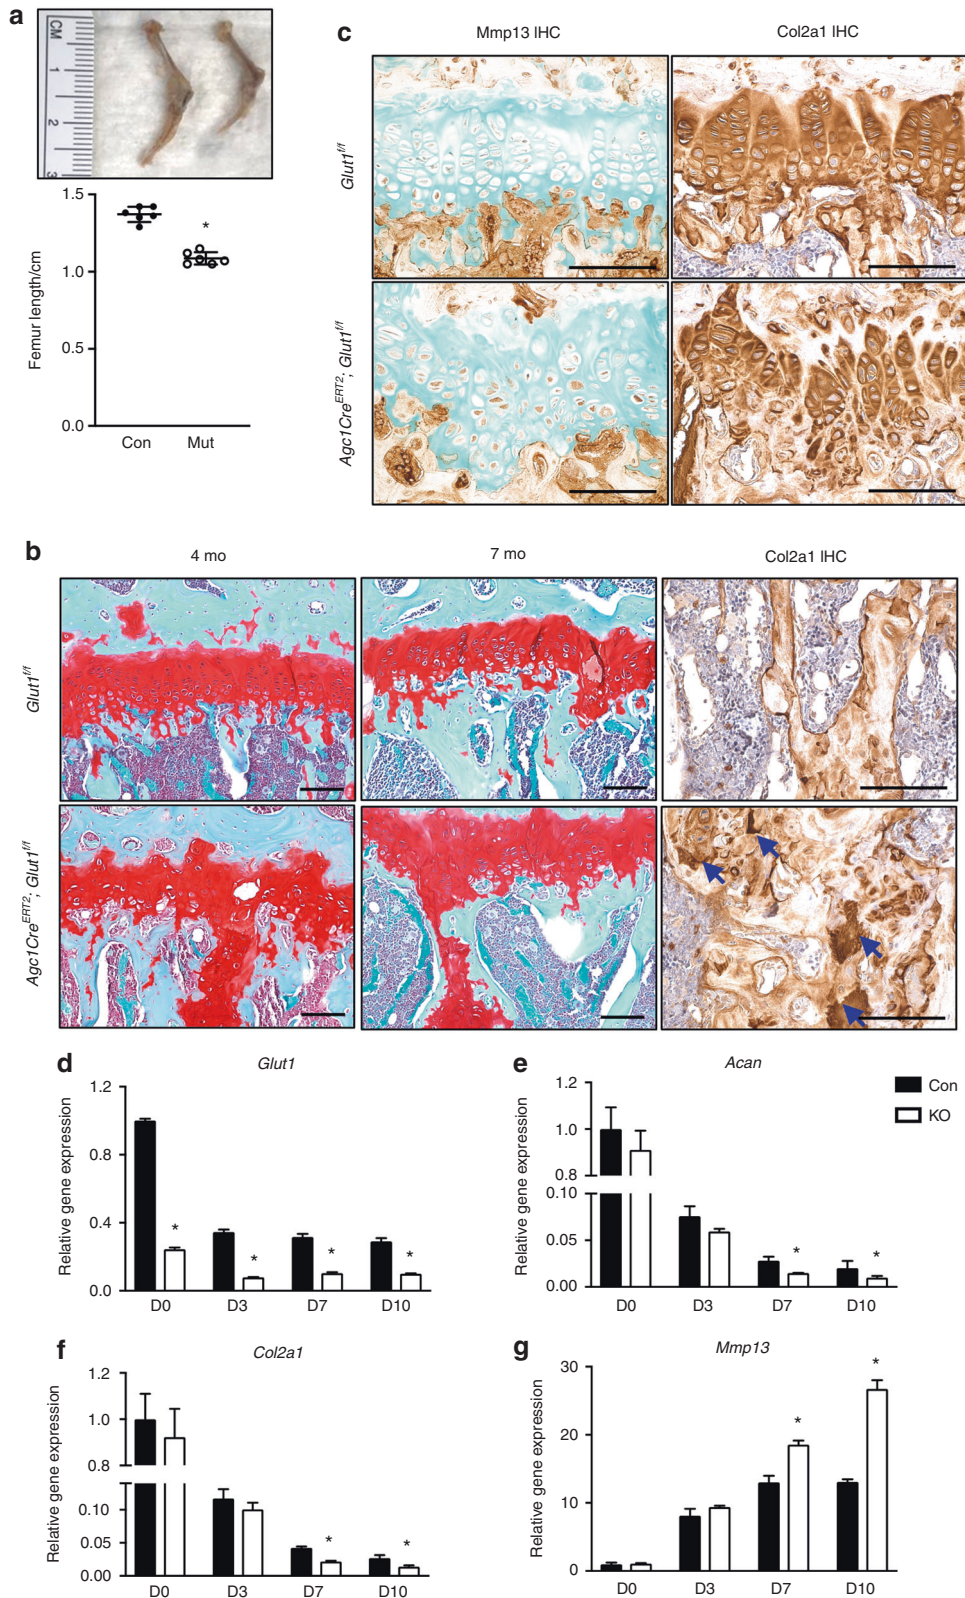 a
CM
1
2
3
1.5
1.0
0.5
0.0
Femur length/cm
*
Con Mut
c
Mmp13 IHC Col2a1 IHC
Glut1f/f
Agc1CreERT2; Glut1f/f
b
4 mo 7 mo Col2a1 IHC
Glut1f/f
Agc1CreERT2; Glut1f/f
d
Glut1
Relative gene expression
1.2
0.8
0.4
0.0
* * * *
D0 D3 D7 D10
e
Acan
Con
KO
Relative gene expression
1.2
1.0
0.8
0.10
0.05
0.00
* *
D0 D3 D7 D10
f
Col2a1
Relative gene expression
1.2
1.0
0.8
0.10
0.05
0.00
* *
D0 D3 D7 D10
g
Mmp13
Relative gene expression
30
20
10
0
* *
D0 D3 D7 D10